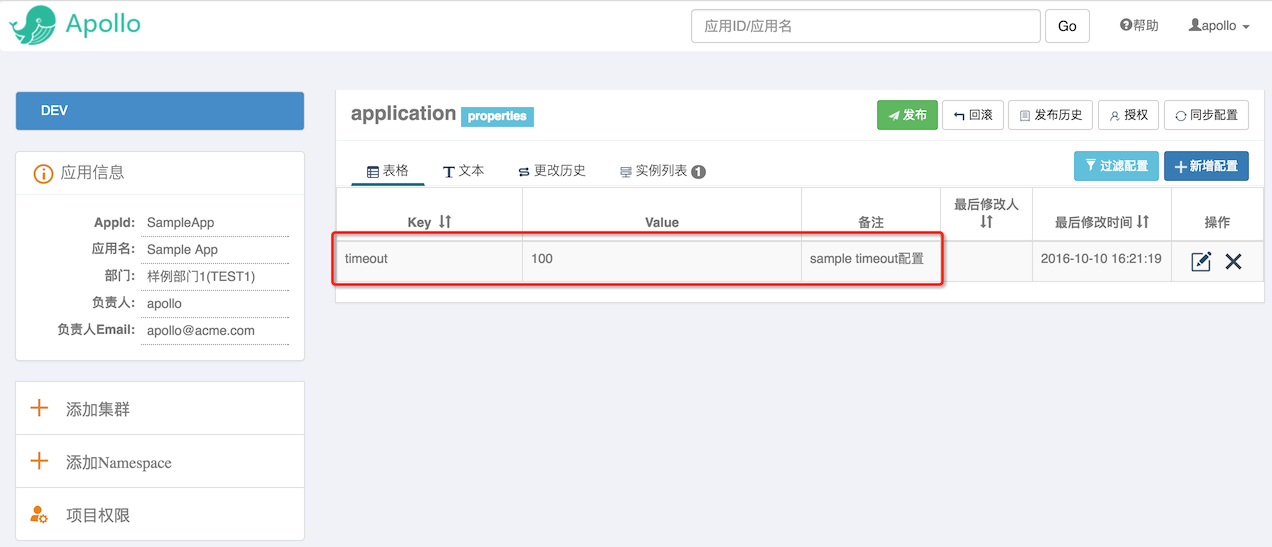 Apollo
应用ID/应用名
Go
帮助
apollo
DEV
应用信息
AppId: SampleApp
应用名: Sample App
部门: 样例部门1(TEST1)
负责人: apollo
负责人Email: apollo@acme.com
添加集群
添加Namespace
项目权限
application properties
发布 回滚 发布历史 授权 同步配置
表格 文本 更改历史 实例列表 1
过滤配置 新增配置
Key Value 备注 最后修改人 最后修改时间 操作
timeout 100 sample timeout配置 2016-10-10 16:21:19